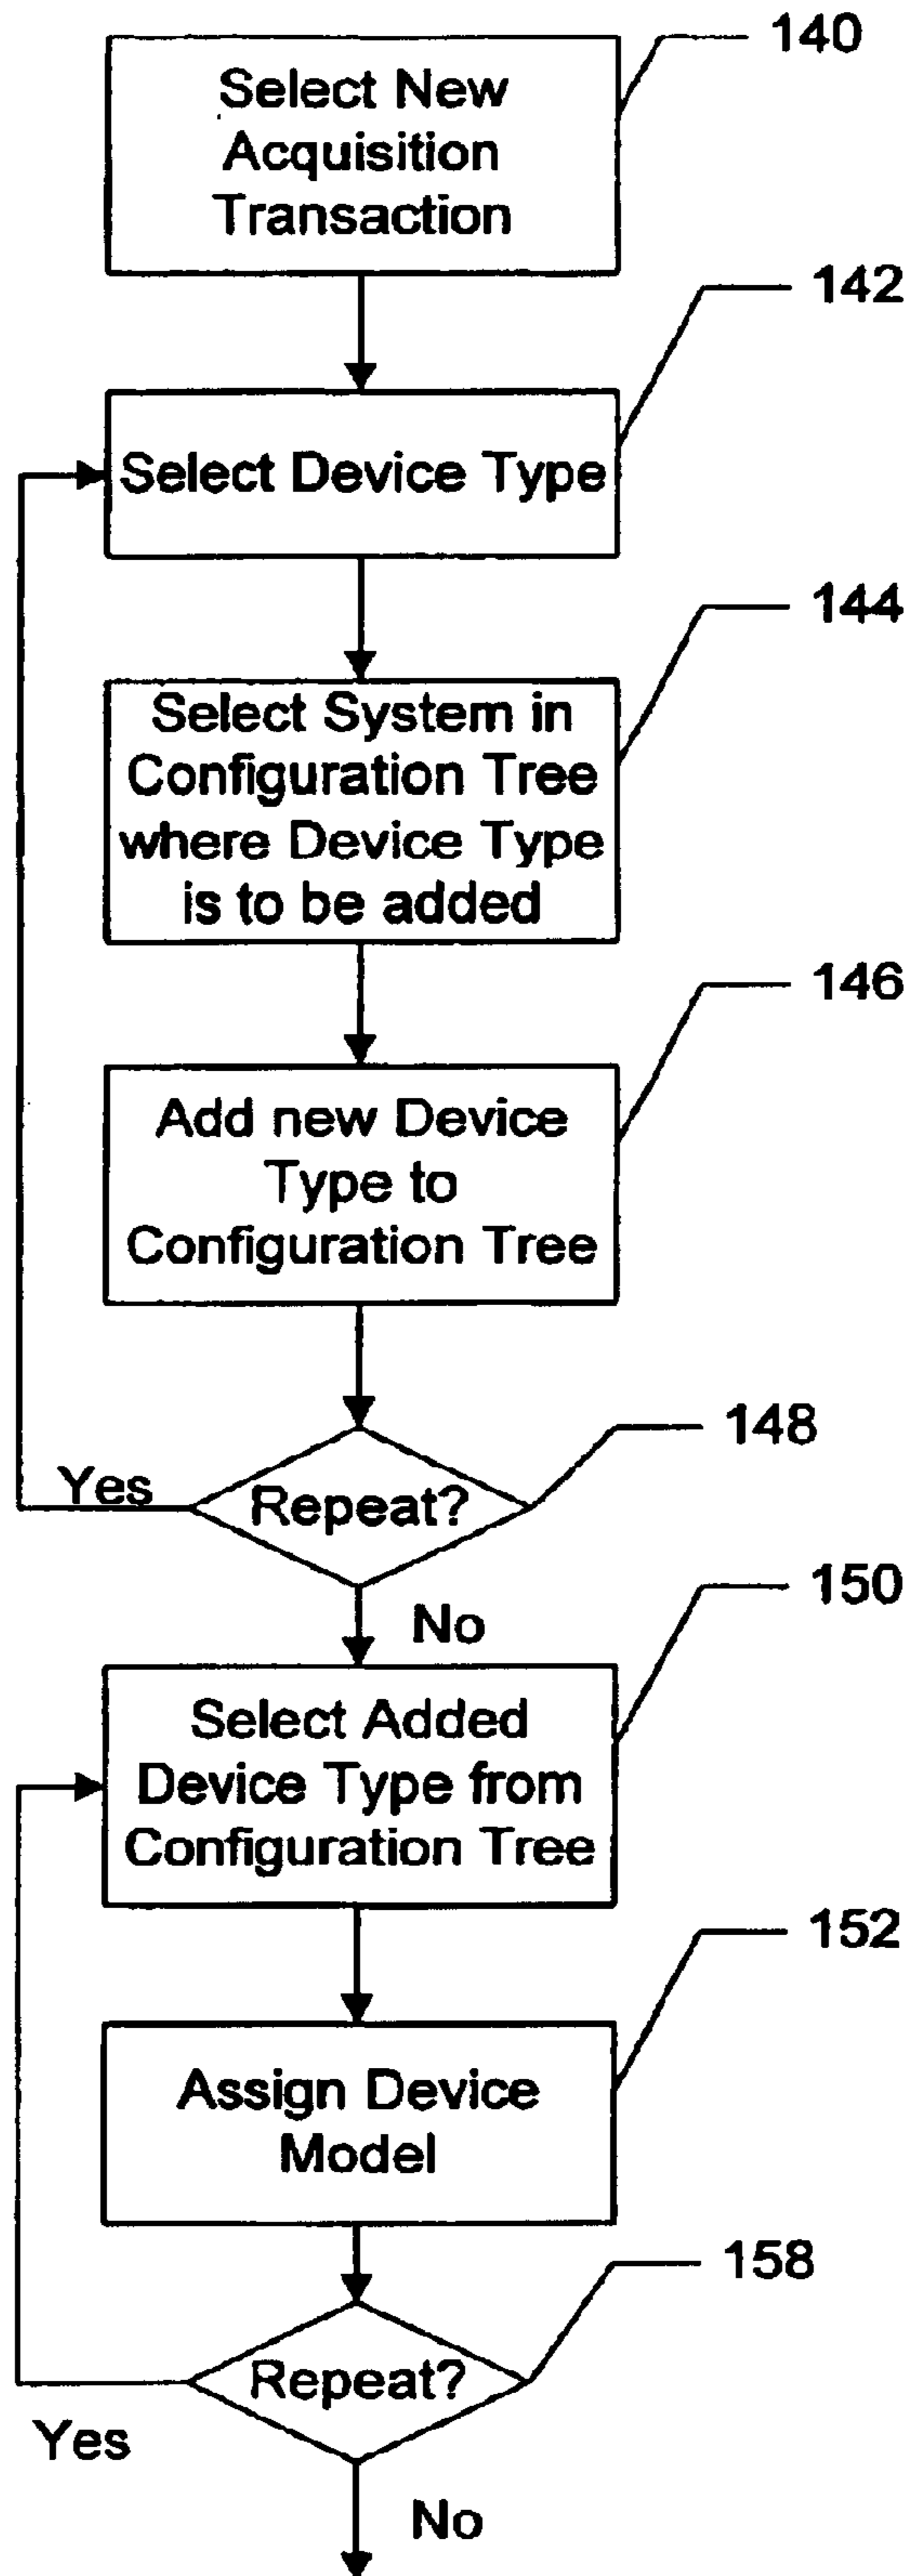 140
Select New
Acquisition
Transaction
142
Select Device Type
144
Select System in
Configuration Tree
where Device Type
is to be added
146
Add new Device
Type to
Configuration Tree
148
Yes
Repeat?
No
150
Select Added
Device Type from
Configuration Tree
152
Assign Device
Model
158
Repeat?
Yes
No